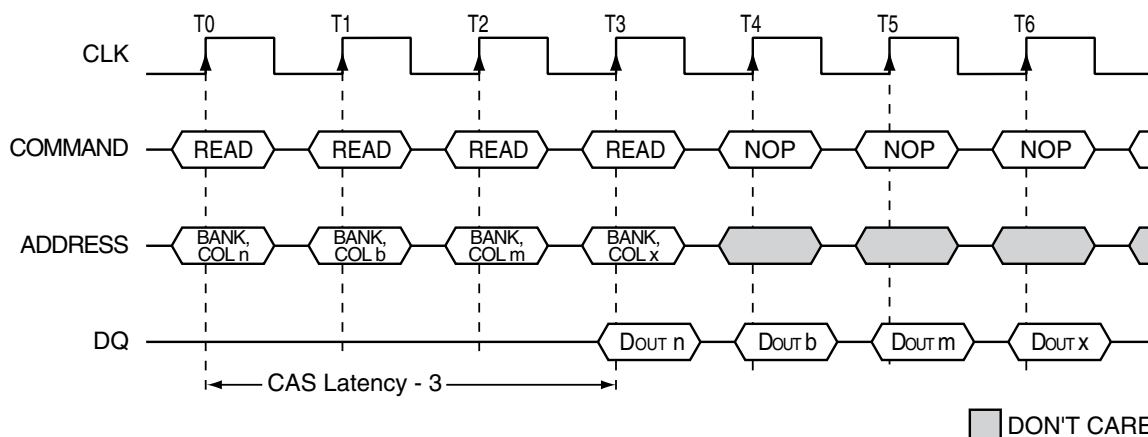 T0 T1 T2 T3 T4 T5 T6
CLK
COMMAND READ READ READ READ NOP NOP NOP
ADDRESS BANK, COL n BANK, COL b BANK, COL m BANK, COL x
DQ DOUT n DOUT b DOUT m DOUT x
CAS Latency - 3
DON'T CARE